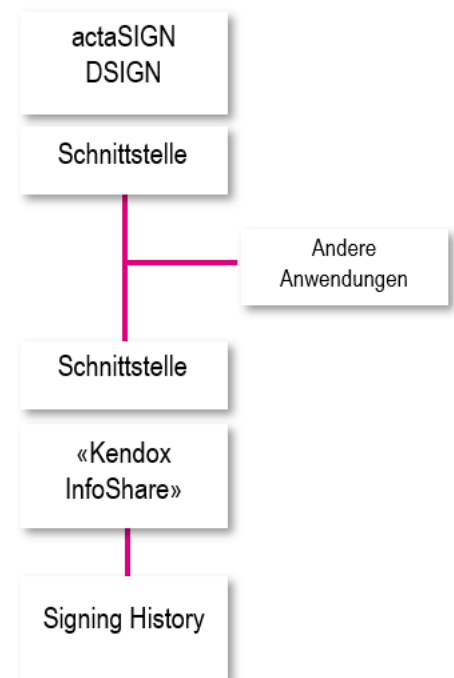 actaSIGN
DSIGN
Schnittstelle
Andere
Anwendungen
Schnittstelle
«Kendox
InfoShare»
Signing History